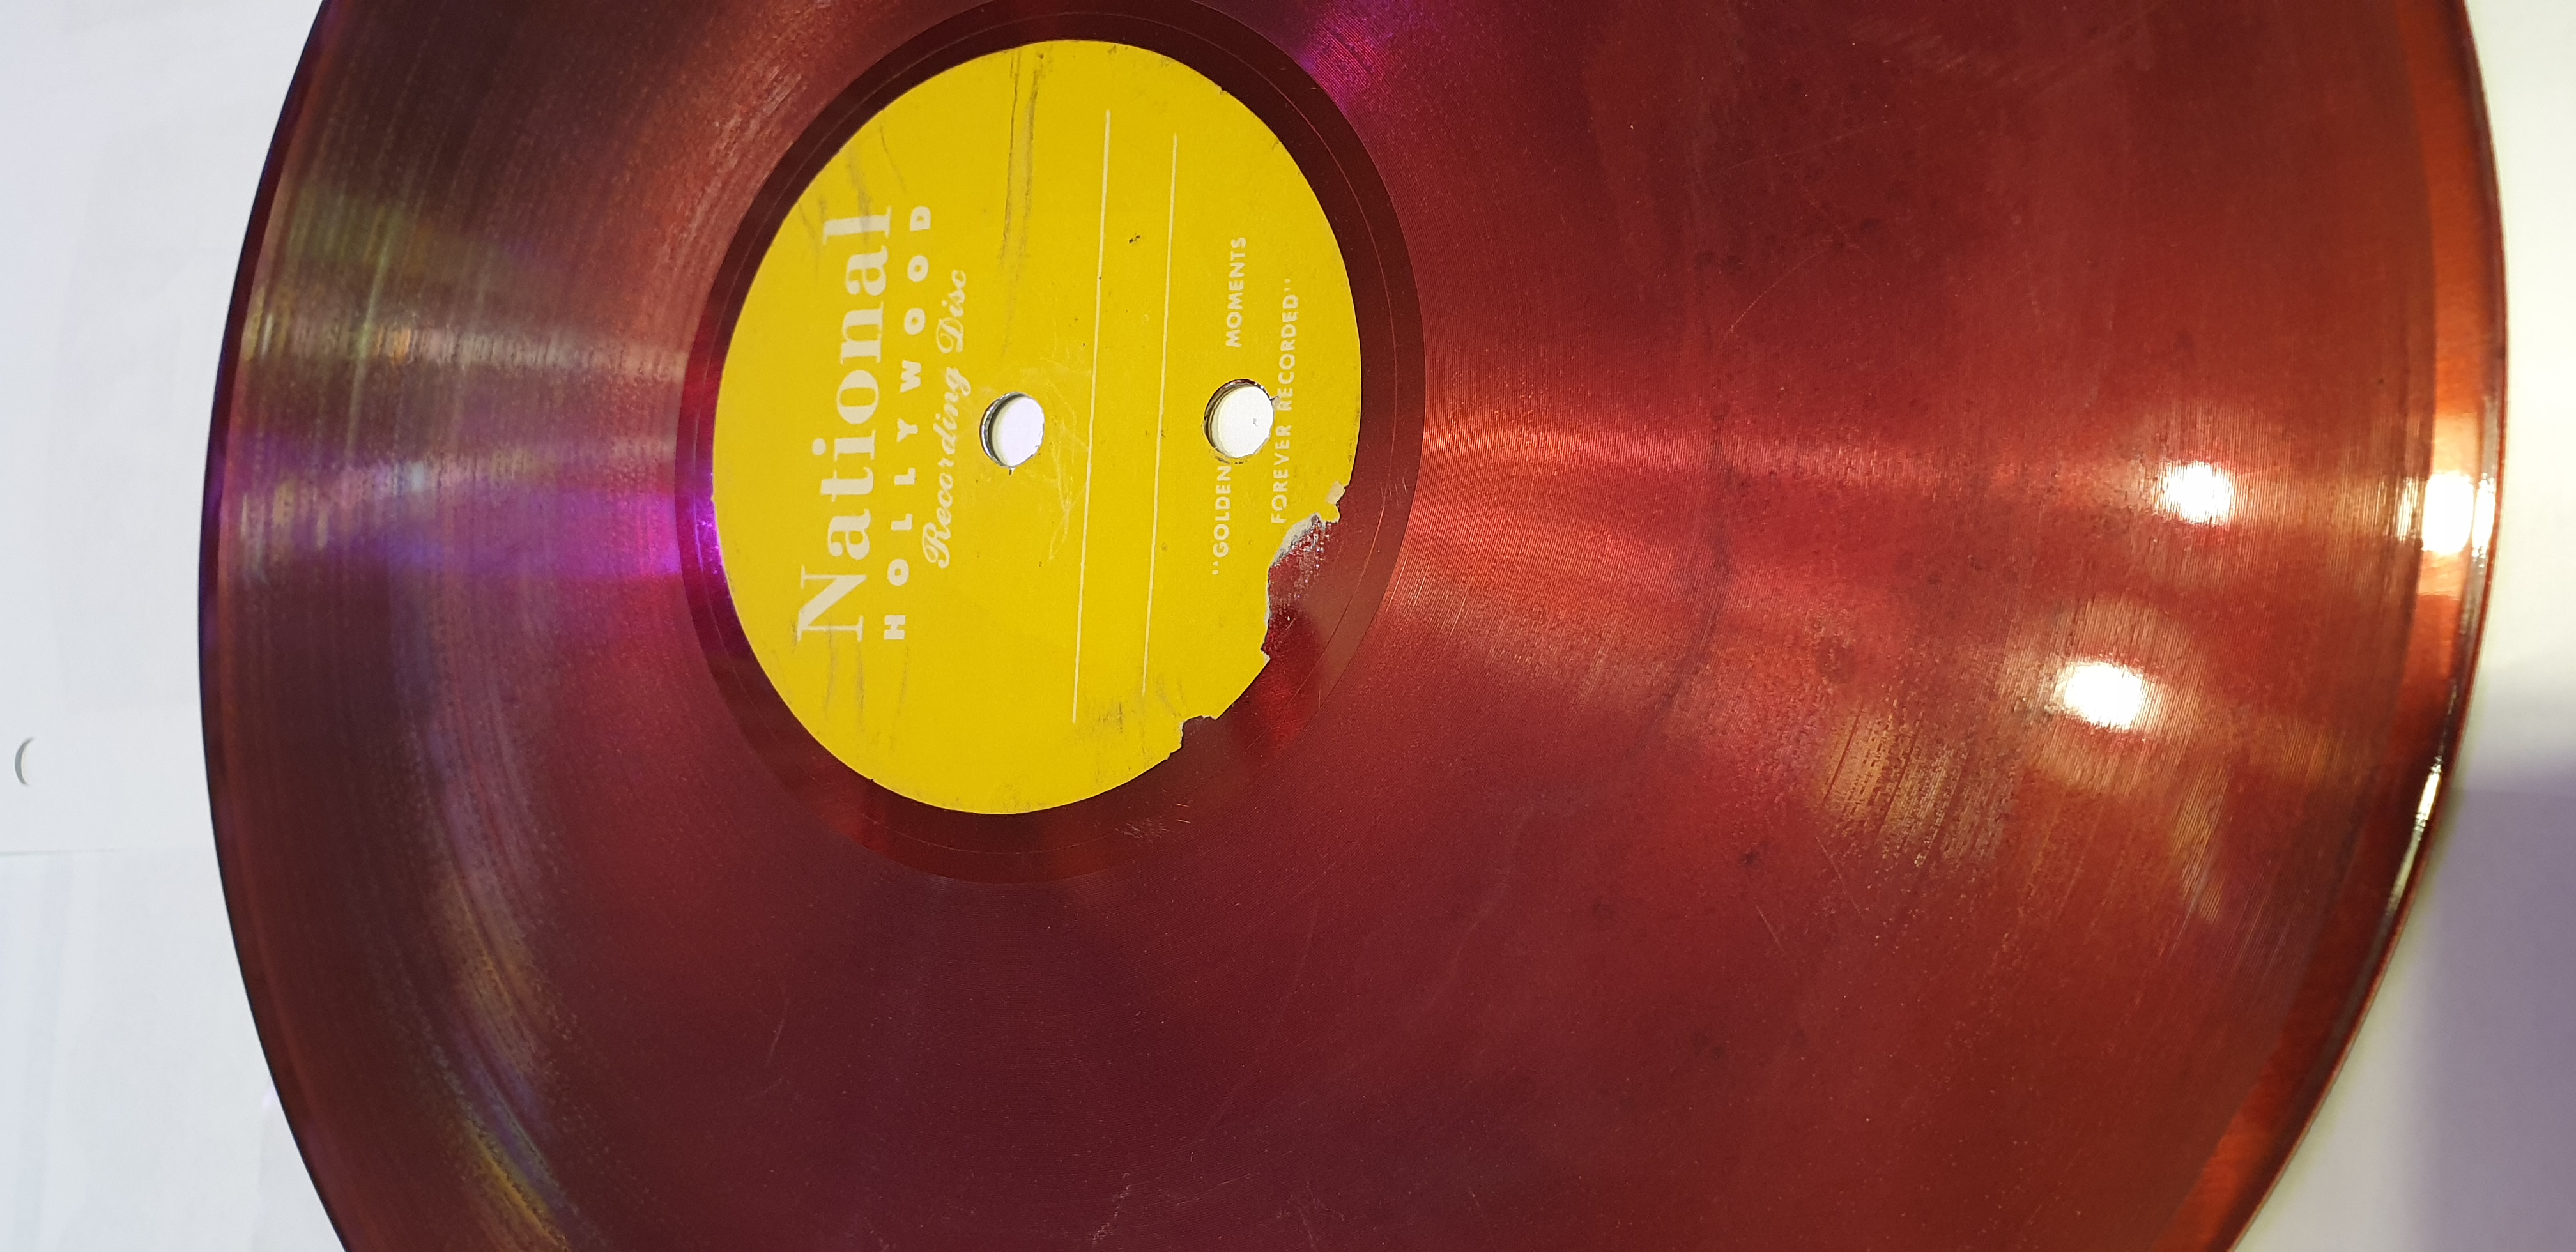 National
HOLLYWOOD
Recording Disc
"GOLDEN MOMENTS
FOREVER RECORDED"